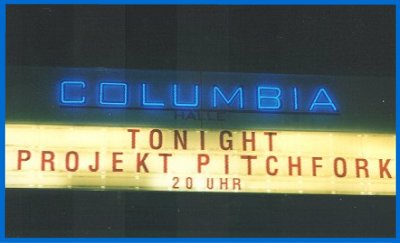 COLUMBIA
HALLE
TONIGHT
PROJEKT PITCHFORK
20 UHR